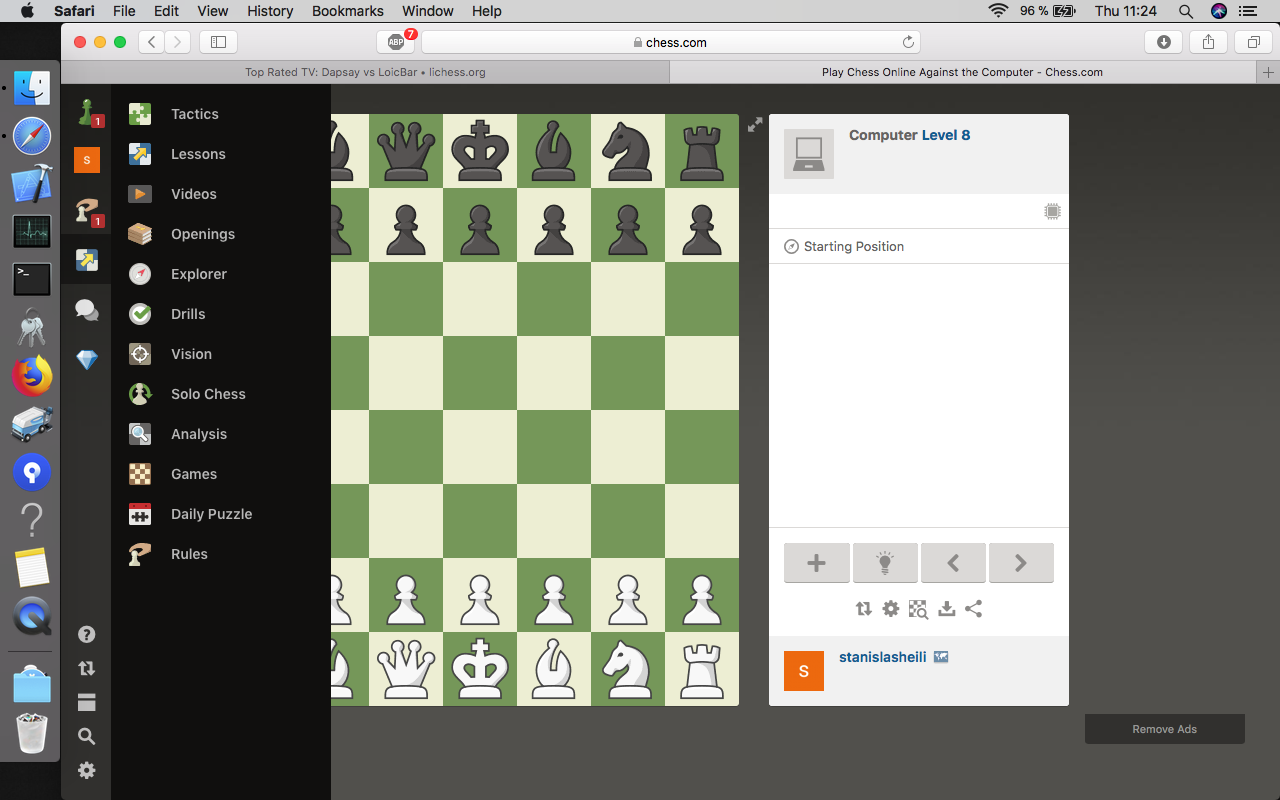 Safari File Edit View History Bookmarks Window Help 96 % Thu 11:24
ABP 7 chess.com
Top Rated TV: Dapsay vs LoicBar • lichess.org Play Chess Online Against the Computer - Chess.com
1
S
1
Tactics
Lessons
Videos
Openings
Explorer
Drills
Vision
Solo Chess
Analysis
Games
Daily Puzzle
Rules
Computer Level 8
Starting Position
S stanislasheili
Remove Ads